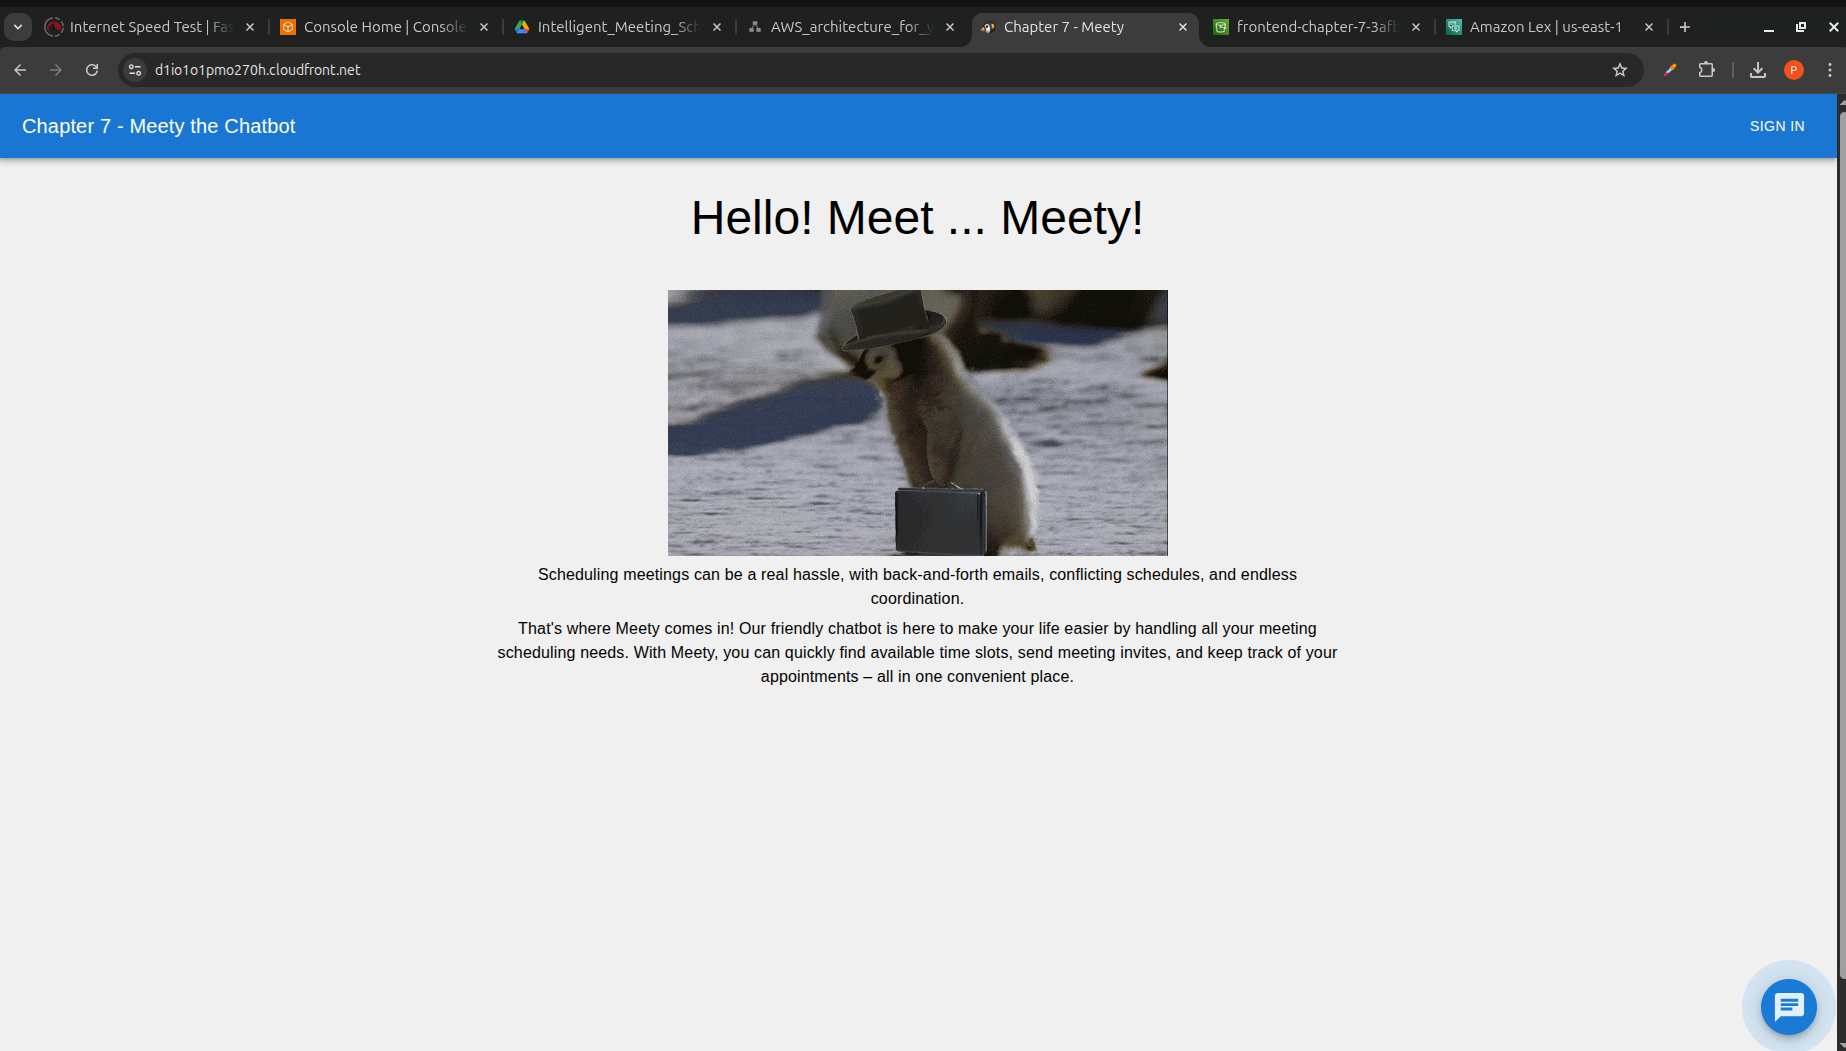 Internet Speed Test | Fas
Console Home | Console
Intelligent_Meeting_Sch
AWS_architecture_for_y
Chapter 7 - Meety
frontend-chapter-7-3aft
Amazon Lex | us-east-1
d1io1o1pmo270h.cloudfront.net
P
Chapter 7 - Meety the Chatbot
SIGN IN
Hello! Meet ... Meety!
Scheduling meetings can be a real hassle, with back-and-forth emails, conflicting schedules, and endless
coordination.
That's where Meety comes in! Our friendly chatbot is here to make your life easier by handling all your meeting
scheduling needs. With Meety, you can quickly find available time slots, send meeting invites, and keep track of your
appointments – all in one convenient place.